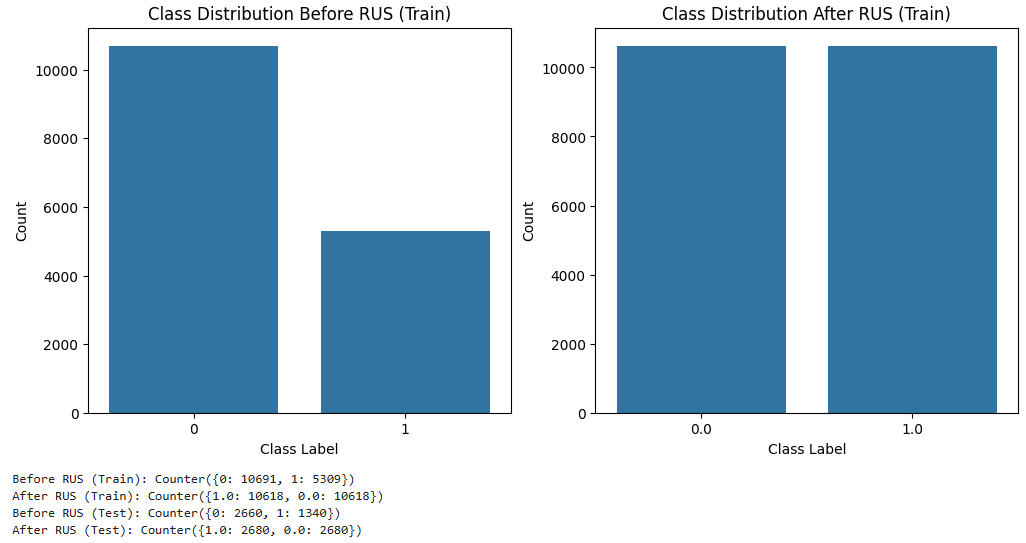 Class Distribution Before RUS (Train)
Class Distribution After RUS (Train)
Count
10000
8000
6000
4000
2000
0
0
1
Class Label
Count
10000
8000
6000
4000
2000
0
0.0
1.0
Class Label
Before RUS (Train): Counter({0: 10691, 1: 5309})
After RUS (Train): Counter({1.0: 10618, 0.0: 10618})
Before RUS (Test): Counter({0: 2660, 1: 1340})
After RUS (Test): Counter({1.0: 2680, 0.0: 2680})